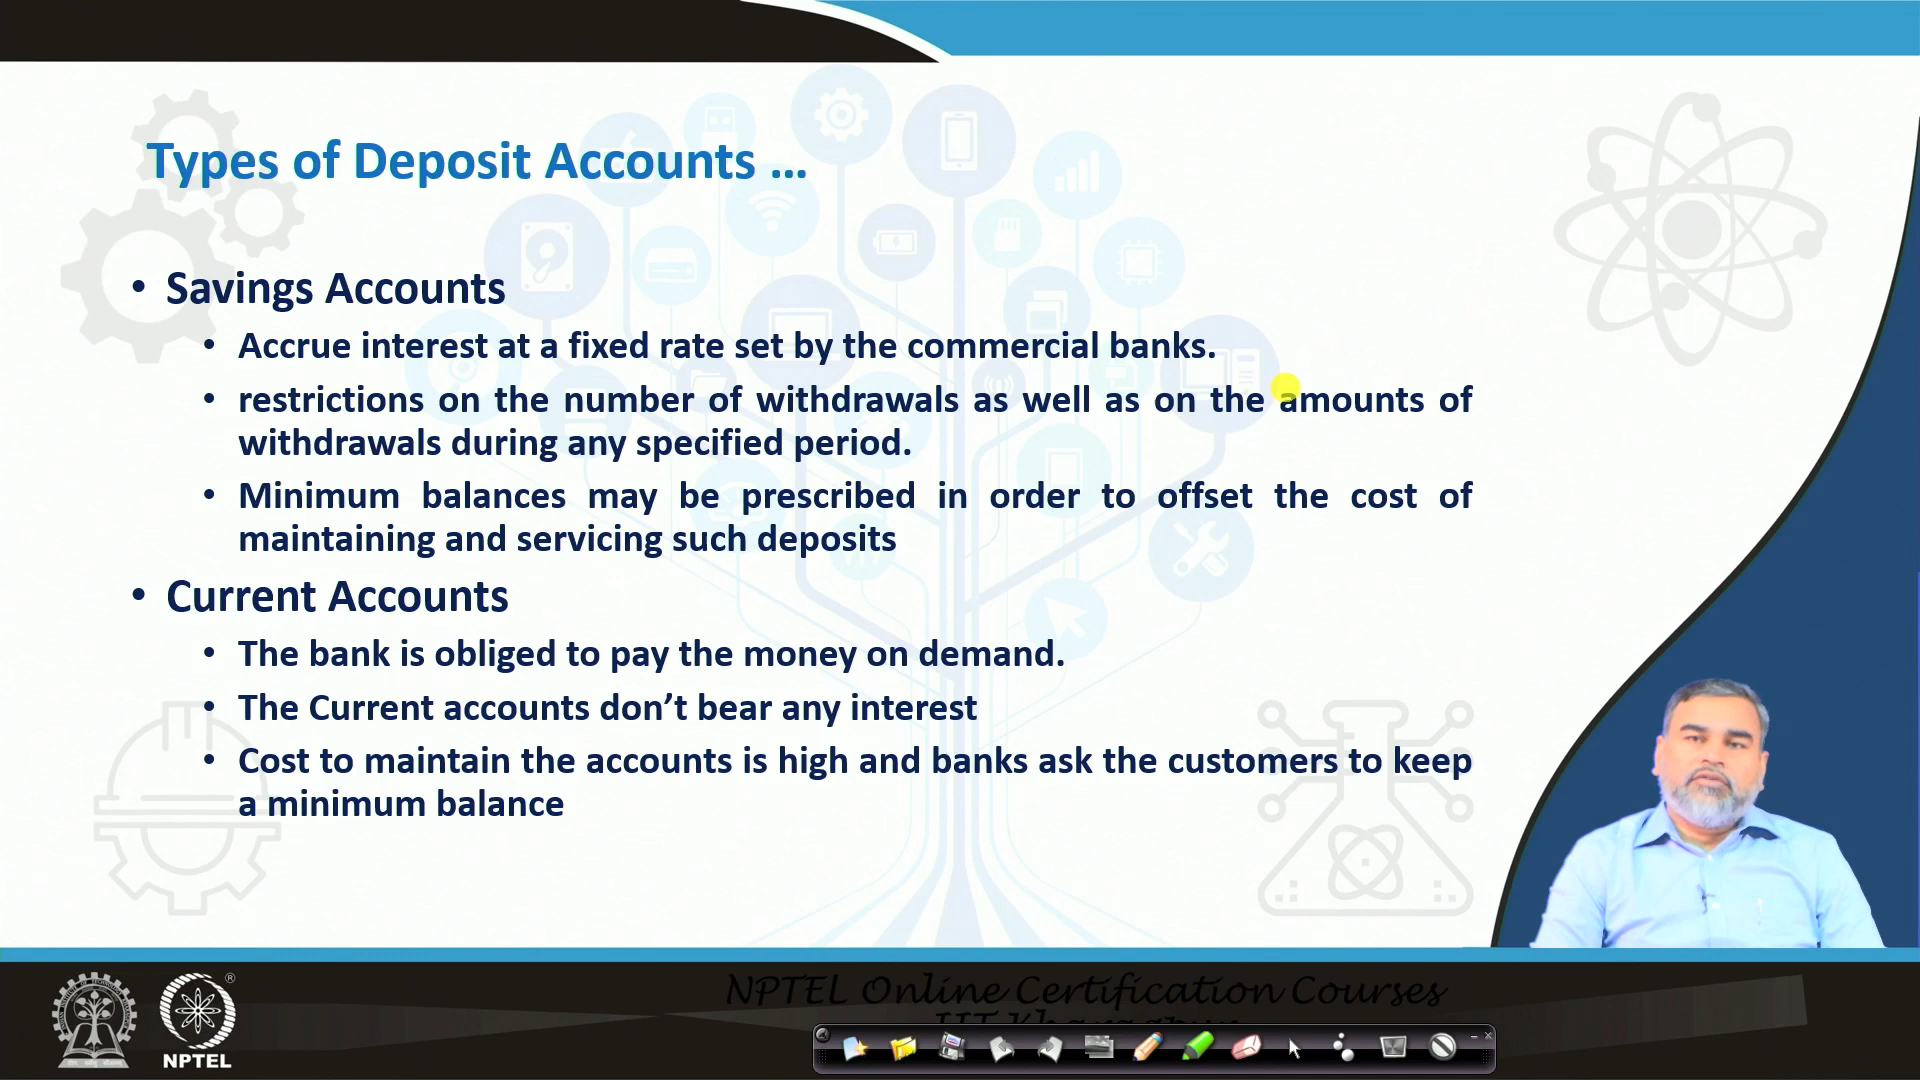 Types of Deposit Accounts ...
• Savings Accounts
• Accrue interest at a fixed rate set by the commercial banks.
• restrictions on the number of withdrawals as well as on the amounts of
withdrawals during any specified period.
• Minimum balances may be prescribed in order to offset the cost of
maintaining and servicing such deposits
• Current Accounts
• The bank is obliged to pay the money on demand.
• The Current accounts don't bear any interest
• Cost to maintain the accounts is high and banks ask the customers to keep
a minimum balance
NPTEL Online Certification Courses
®
NPTEL